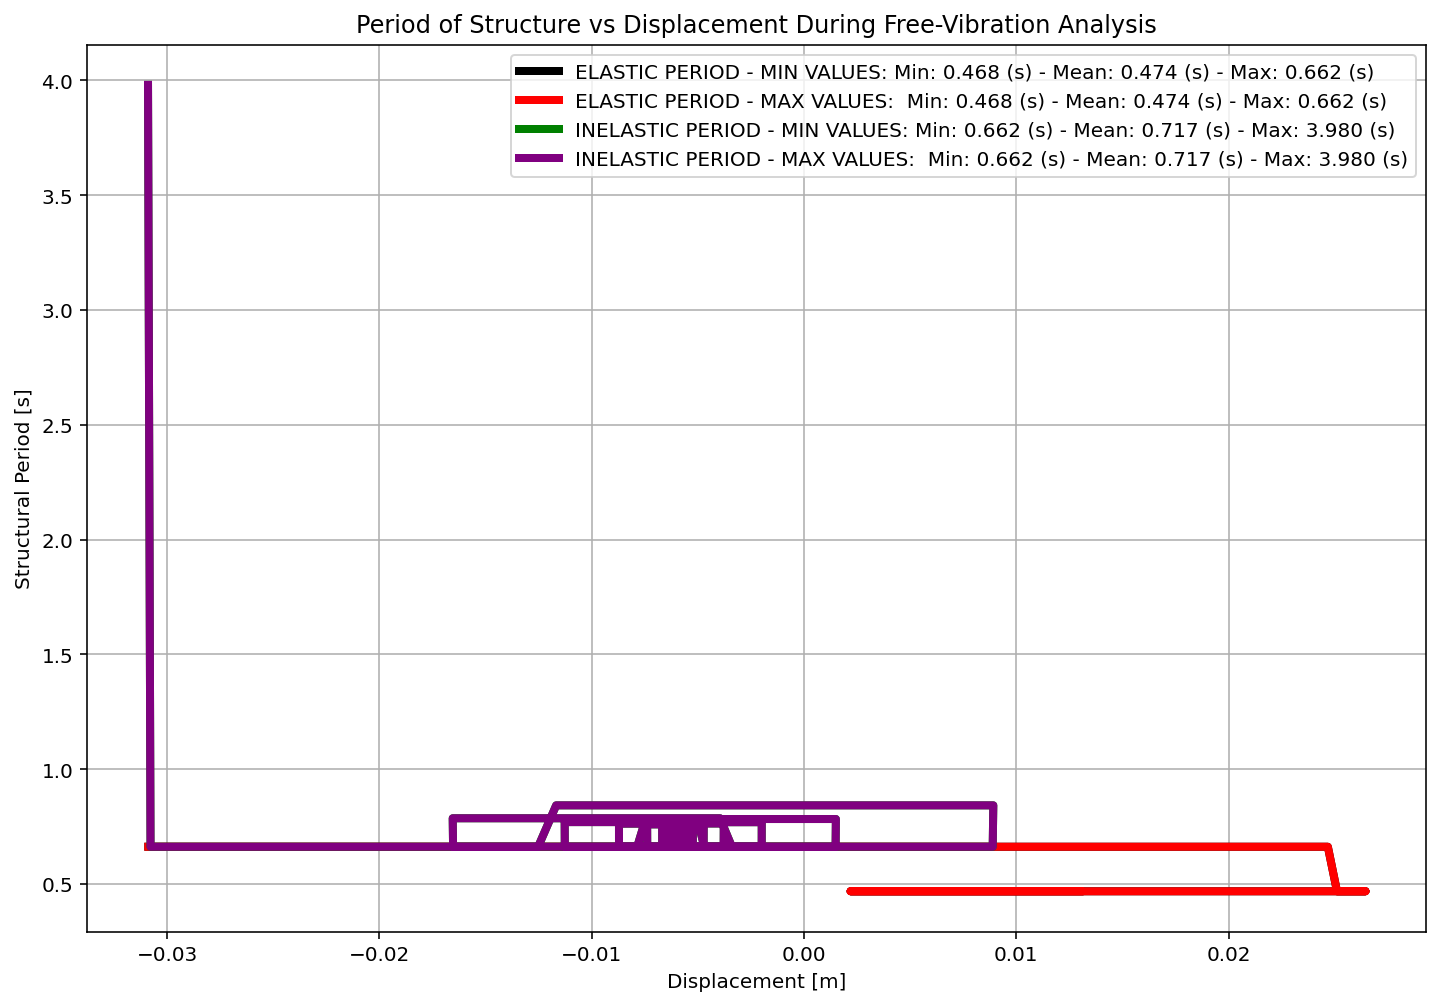 Period of Structure vs Displacement During Free-Vibration Analysis
ELASTIC PERIOD - MIN VALUES: Min: 0.468 (s) - Mean: 0.474 (s) - Max: 0.662 (s)
ELASTIC PERIOD - MAX VALUES:  Min: 0.468 (s) - Mean: 0.474 (s) - Max: 0.662 (s)
INELASTIC PERIOD - MIN VALUES: Min: 0.662 (s) - Mean: 0.717 (s) - Max: 3.980 (s)
INELASTIC PERIOD - MAX VALUES:  Min: 0.662 (s) - Mean: 0.717 (s) - Max: 3.980 (s)
Structural Period [s]
4.0
3.5
3.0
2.5
2.0
1.5
1.0
0.5
−0.03 −0.02 −0.01 0.00 0.01 0.02
Displacement [m]